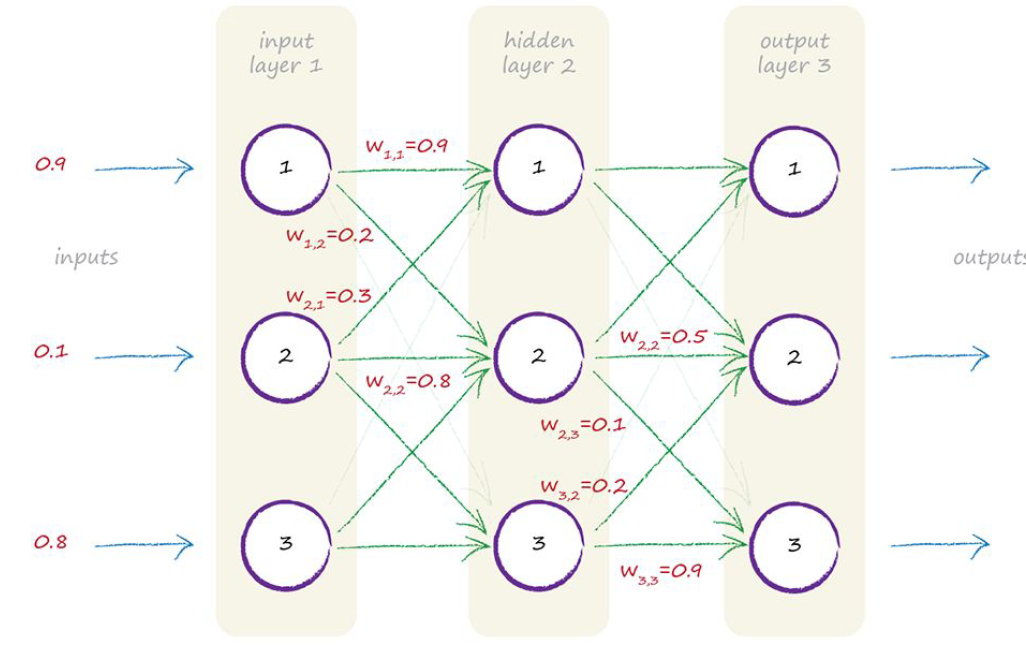 input
layer 1
hidden
layer 2
output
layer 3
0.9
1
w1,1=0.9
1
1
inputs
w1,2=0.2
outputs
w2,1=0.3
0.1
2
w2,2=0.8
2
w2,2=0.5
2
w2,3=0.1
w3,2=0.2
0.8
3
3
w3,3=0.9
3